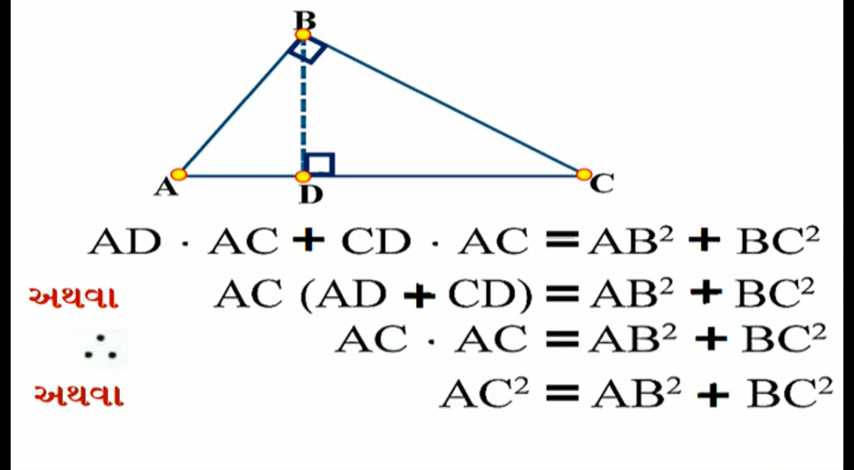 B
A
D
C
AD · AC + CD · AC = AB² + BC²
અથવા AC (AD + CD) = AB² + BC²
∴ AC · AC = AB² + BC²
અથવા AC² = AB² + BC²